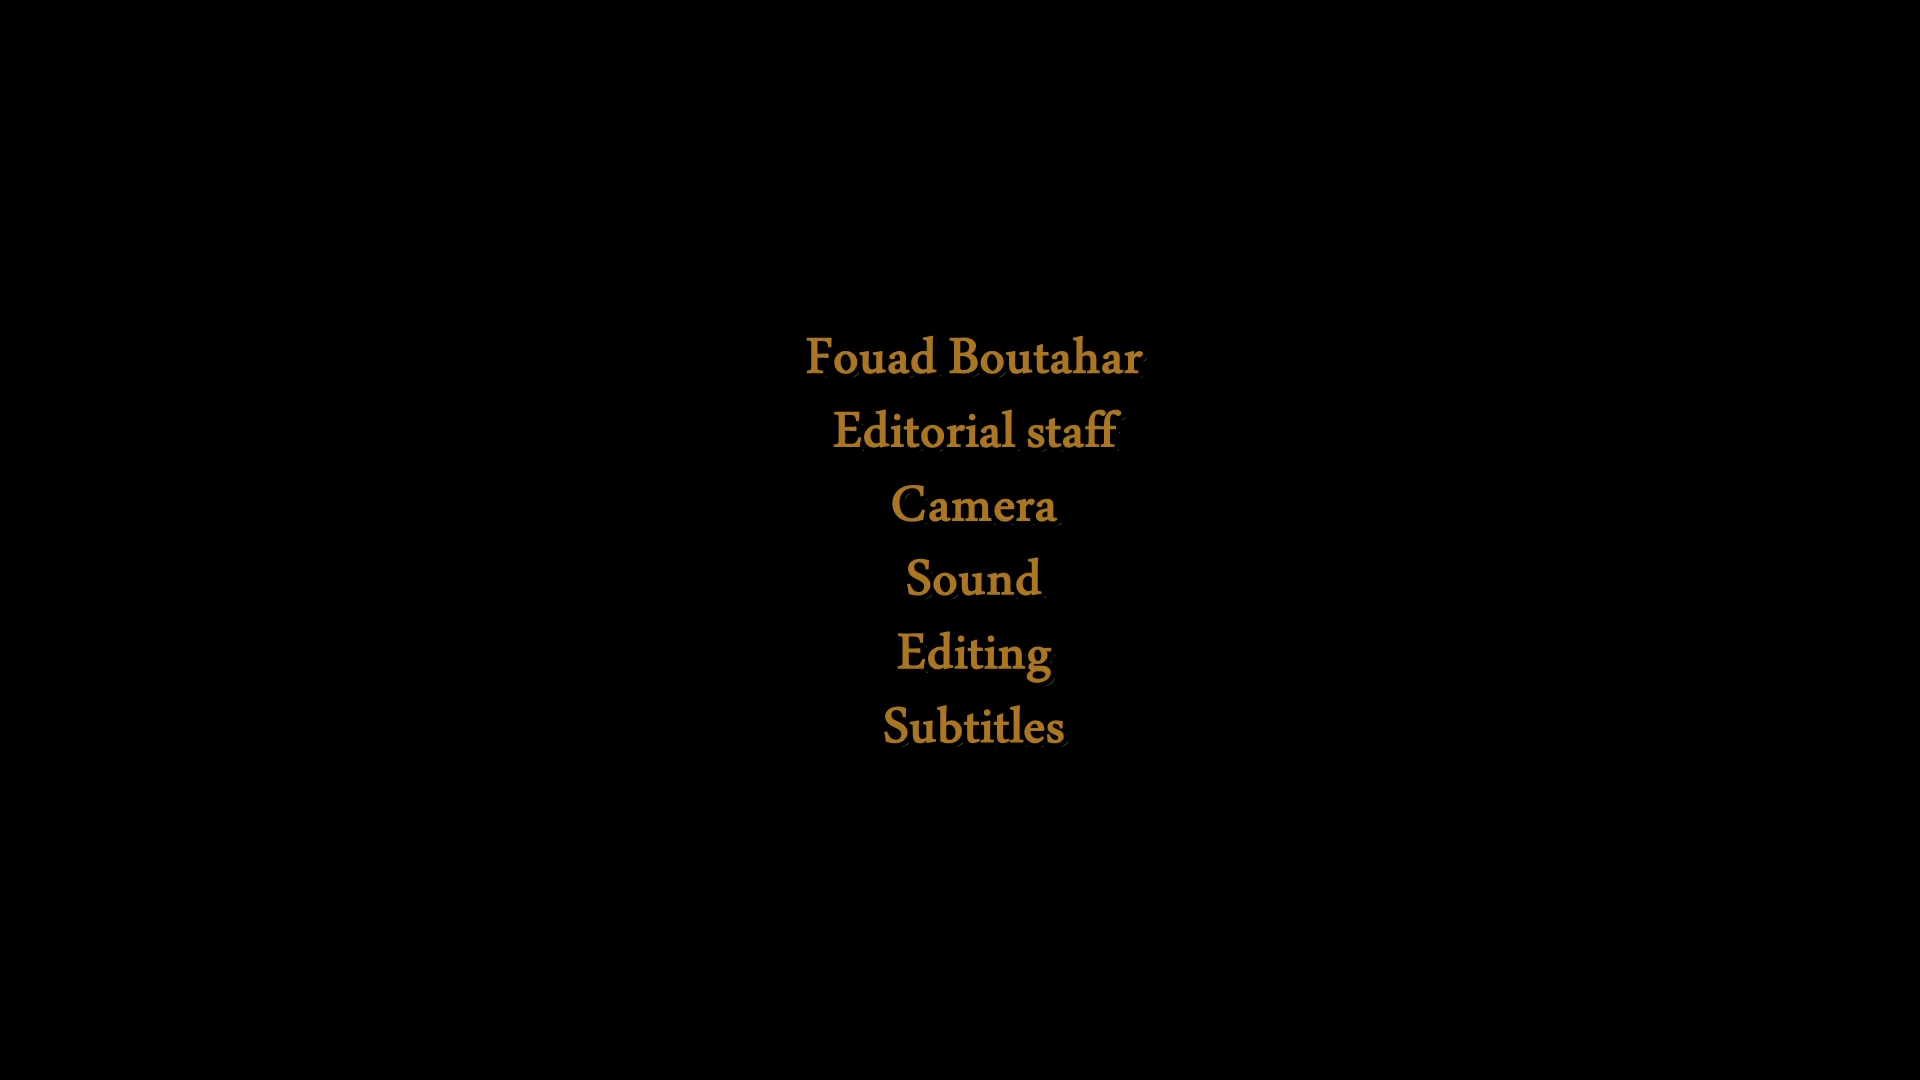 Fouad Boutahar
Editorial staff
Camera
Sound
Editing
Subtitles